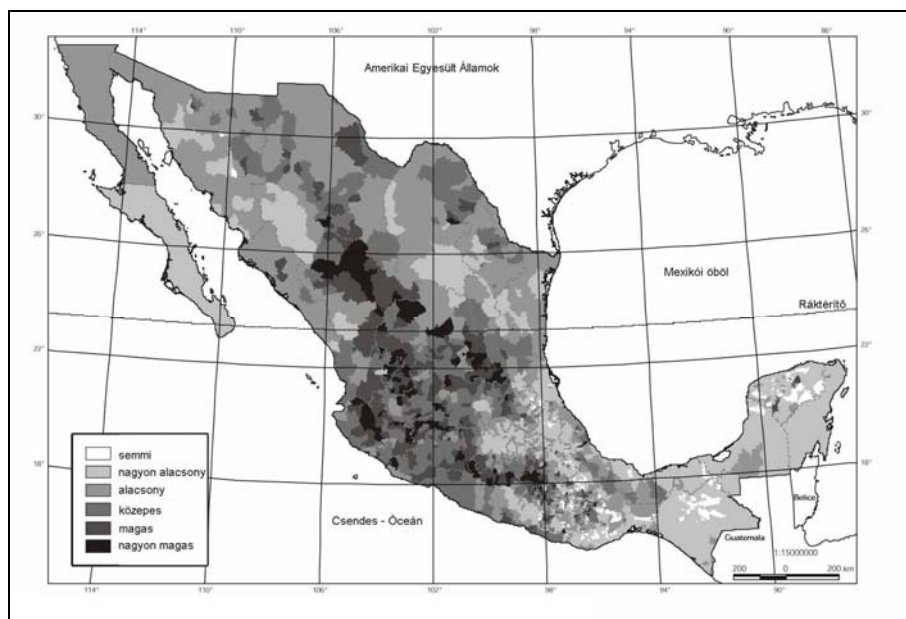 114° 110° 106° 102° 98° 94° 90° 86°
Amerikai Egyesült Államok
30° 30°
26° 26°
Mexikói öböl
Ráktérítő
22° 22°
semmi
nagyon alacsony
alacsony
közepes
magas
nagyon magas
18° 18°
Csendes - Óceán
Belice
Guatemala
1:15000000
200 0 200 km
114° 110° 106° 102° 98° 94° 90°